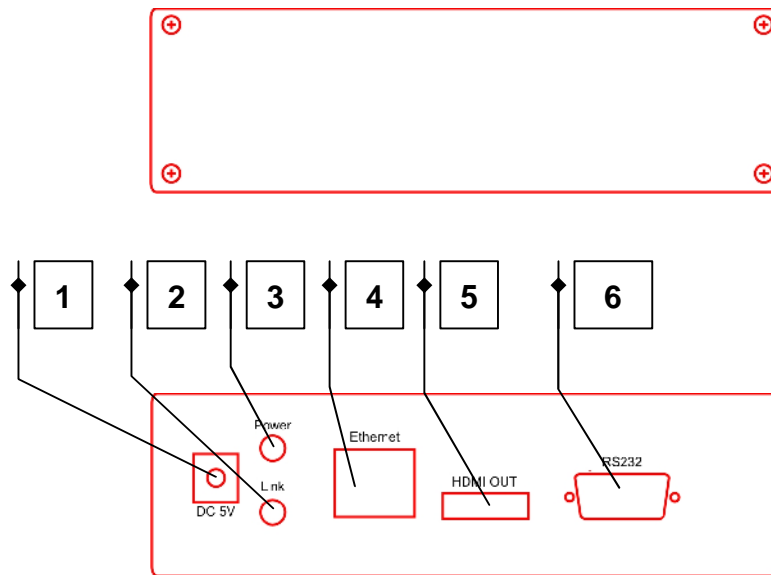 1 2 3 4 5 6
Power
Ethernet
RS232
HDMI OUT
Link
DC 5V